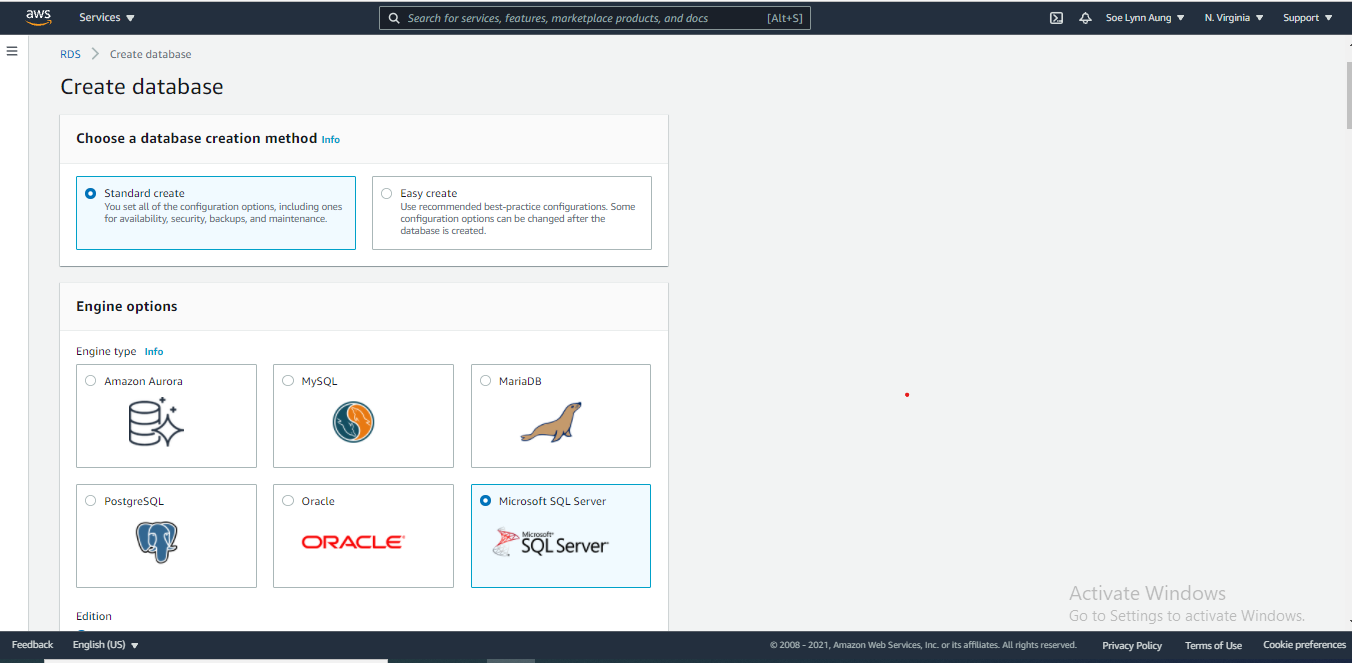 aws Services Search for services, features, marketplace products, and docs [Alt+S] Soe Lynn Aung N. Virginia Support
RDS Create database
Create database
Choose a database creation method Info
Standard create
You set all of the configuration options, including ones
for availability, security, backups, and maintenance.
Easy create
Use recommended best-practice configurations. Some
configuration options can be changed after the
database is created.
Engine options
Engine type Info
Amazon Aurora
MySQL
MariaDB
PostgreSQL
Oracle
ORACLE
Microsoft SQL Server
Microsoft
SQL Server
Edition
Activate Windows
Go to Settings to activate Windows.
Feedback English (US) © 2008 - 2021, Amazon Web Services, Inc. or its affiliates. All rights reserved. Privacy Policy Terms of Use Cookie preferences